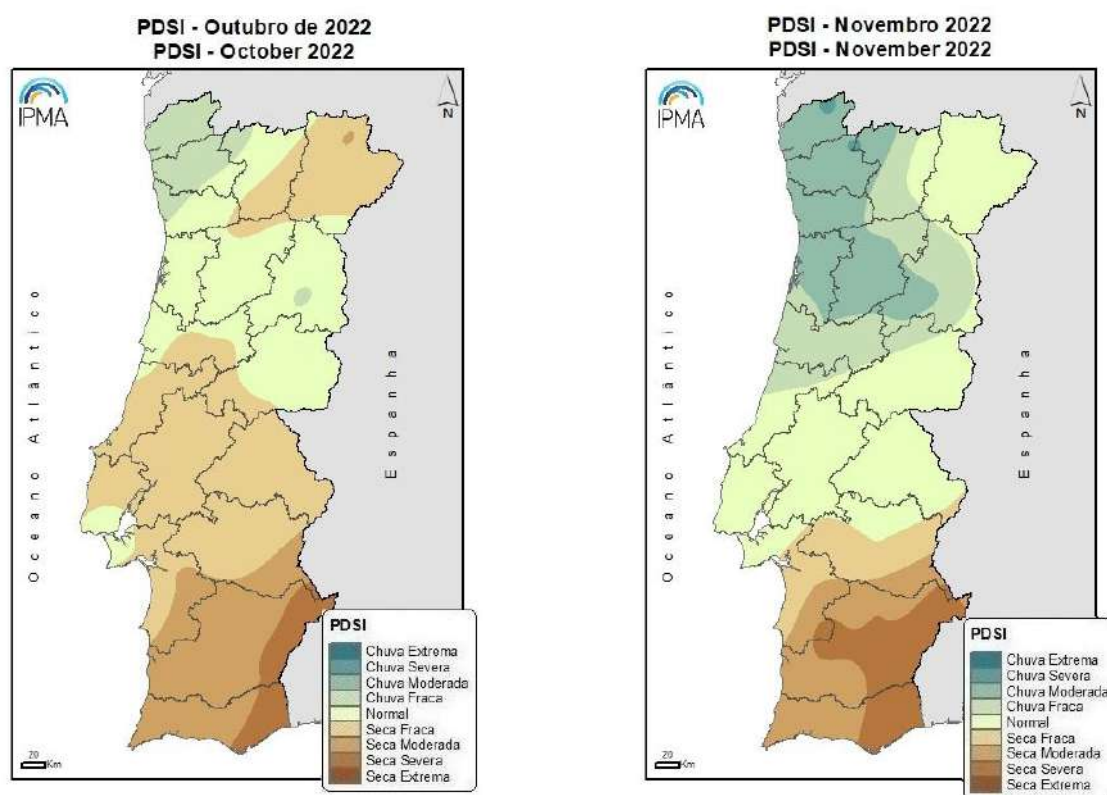 PDSI - Outubro de 2022
PDSI - October 2022
IPMA
N
Oceano Atlântico
Espanha
PDSI
Chuva Extrema
Chuva Severa
Chuva Moderada
Chuva Fraca
Normal
Seca Fraca
Seca Moderada
Seca Severa
Seca Extrema
20
Km
PDSI - Novembro 2022
PDSI - November 2022
IPMA
N
Oceano Atlântico
Espanha
PDSI
Chuva Extrema
Chuva Severa
Chuva Moderada
Chuva Fraca
Normal
Seca Fraca
Seca Moderada
Seca Severa
Seca Extrema
20
Km